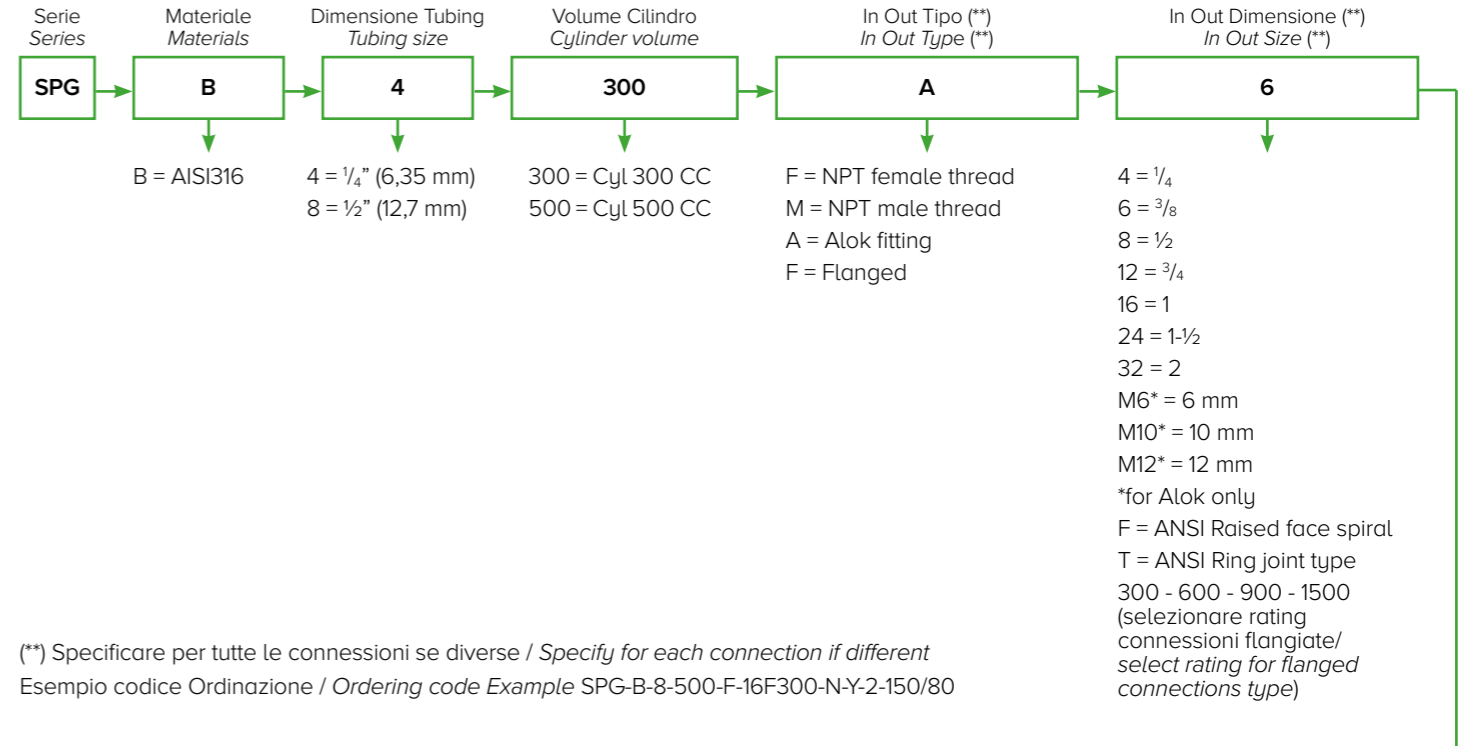 Serie
Series
Materiale
Materials
Dimensione Tubing
Tubing size
Volume Cilindro
Cylinder volume
In Out Tipo (**)
In Out Type (**)
In Out Dimensione (**)
In Out Size (**)
SPG
B
4
300
A
6
B = AISI316
4 = 1/4” (6,35 mm)
8 = ½” (12,7 mm)
300 = Cyl 300 CC
500 = Cyl 500 CC
F = NPT female thread
M = NPT male thread
A = Alok fitting
F = Flanged
4 = 1/4
6 = 3/8
8 = ½
12 = 3/4
16 = 1
24 = 1-½
32 = 2
M6* = 6 mm
M10* = 10 mm
M12* = 12 mm
*for Alok only
F = ANSI Raised face spiral
T = ANSI Ring joint type
300 - 600 - 900 - 1500
(selezionare rating
connessioni flangiate/
select rating for flanged
connections type)
(**) Specificare per tutte le connessioni se diverse / Specify for each connection if different
Esempio codice Ordinazione / Ordering code Example SPG-B-8-500-F-16F300-N-Y-2-150/80